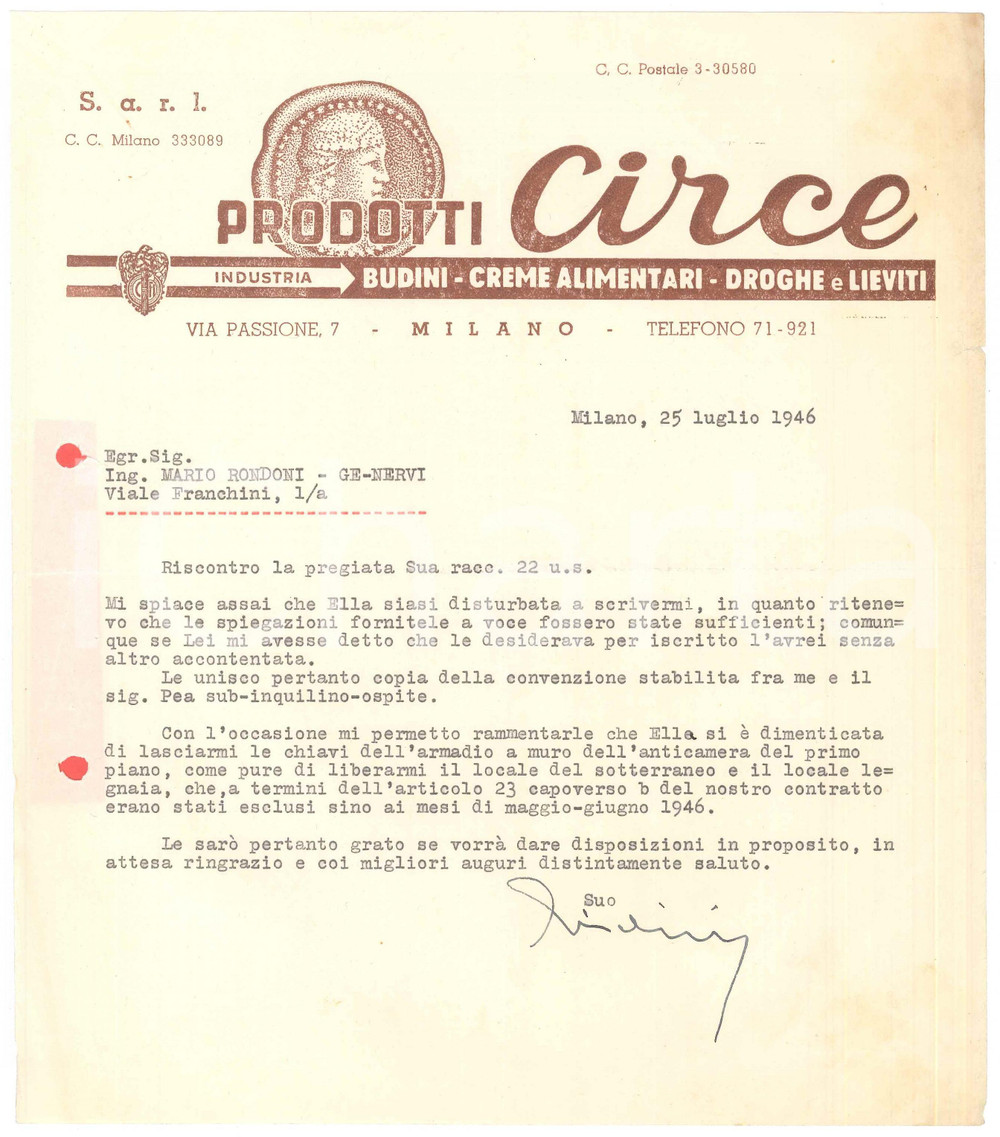 C. C. Postale 3-30580
S. a. r. l.
C. C. Milano 333089
PRODOTTI Circe
INDUSTRIA BUDINI - CREME ALIMENTARI - DROGHE e LIEVITI
VIA PASSIONE, 7 - MILANO - TELEFONO 71-921
Milano, 25 luglio 1946
Egr.Sig.
Ing. MARIO RONDONI - GE-NERVI
Viale Franchini, 1/a
Riscontro la pregiata Sua racc. 22 u.s.
Mi spiace assai che Ella siasi disturbata a scrivermi, in quanto ritene=
vo che le spiegazioni fornitele a voce fossero state sufficienti; comun=
que se Lei mi avesse detto che le desiderava per iscritto l'avrei senza
altro accontentata.
Le unisco pertanto copia della convenzione stabilita fra me e il
sig. Pea sub-inquilino-ospite.
Con l'occasione mi permetto rammentarle che Ella si è dimenticata
di lasciarmi le chiavi dell'armadio a muro dell'anticamera del primo
piano, come pure di liberarmi il locale del sotterraneo e il locale le=
gnaia, che,a termini dell'articolo 23 capoverso b del nostro contratto
erano stati esclusi sino ai mesi di maggio-giugno 1946.
Le sarò pertanto grato se vorrà dare disposizioni in proposito, in
attesa ringrazio e coi migliori auguri distintamente saluto.
Suo